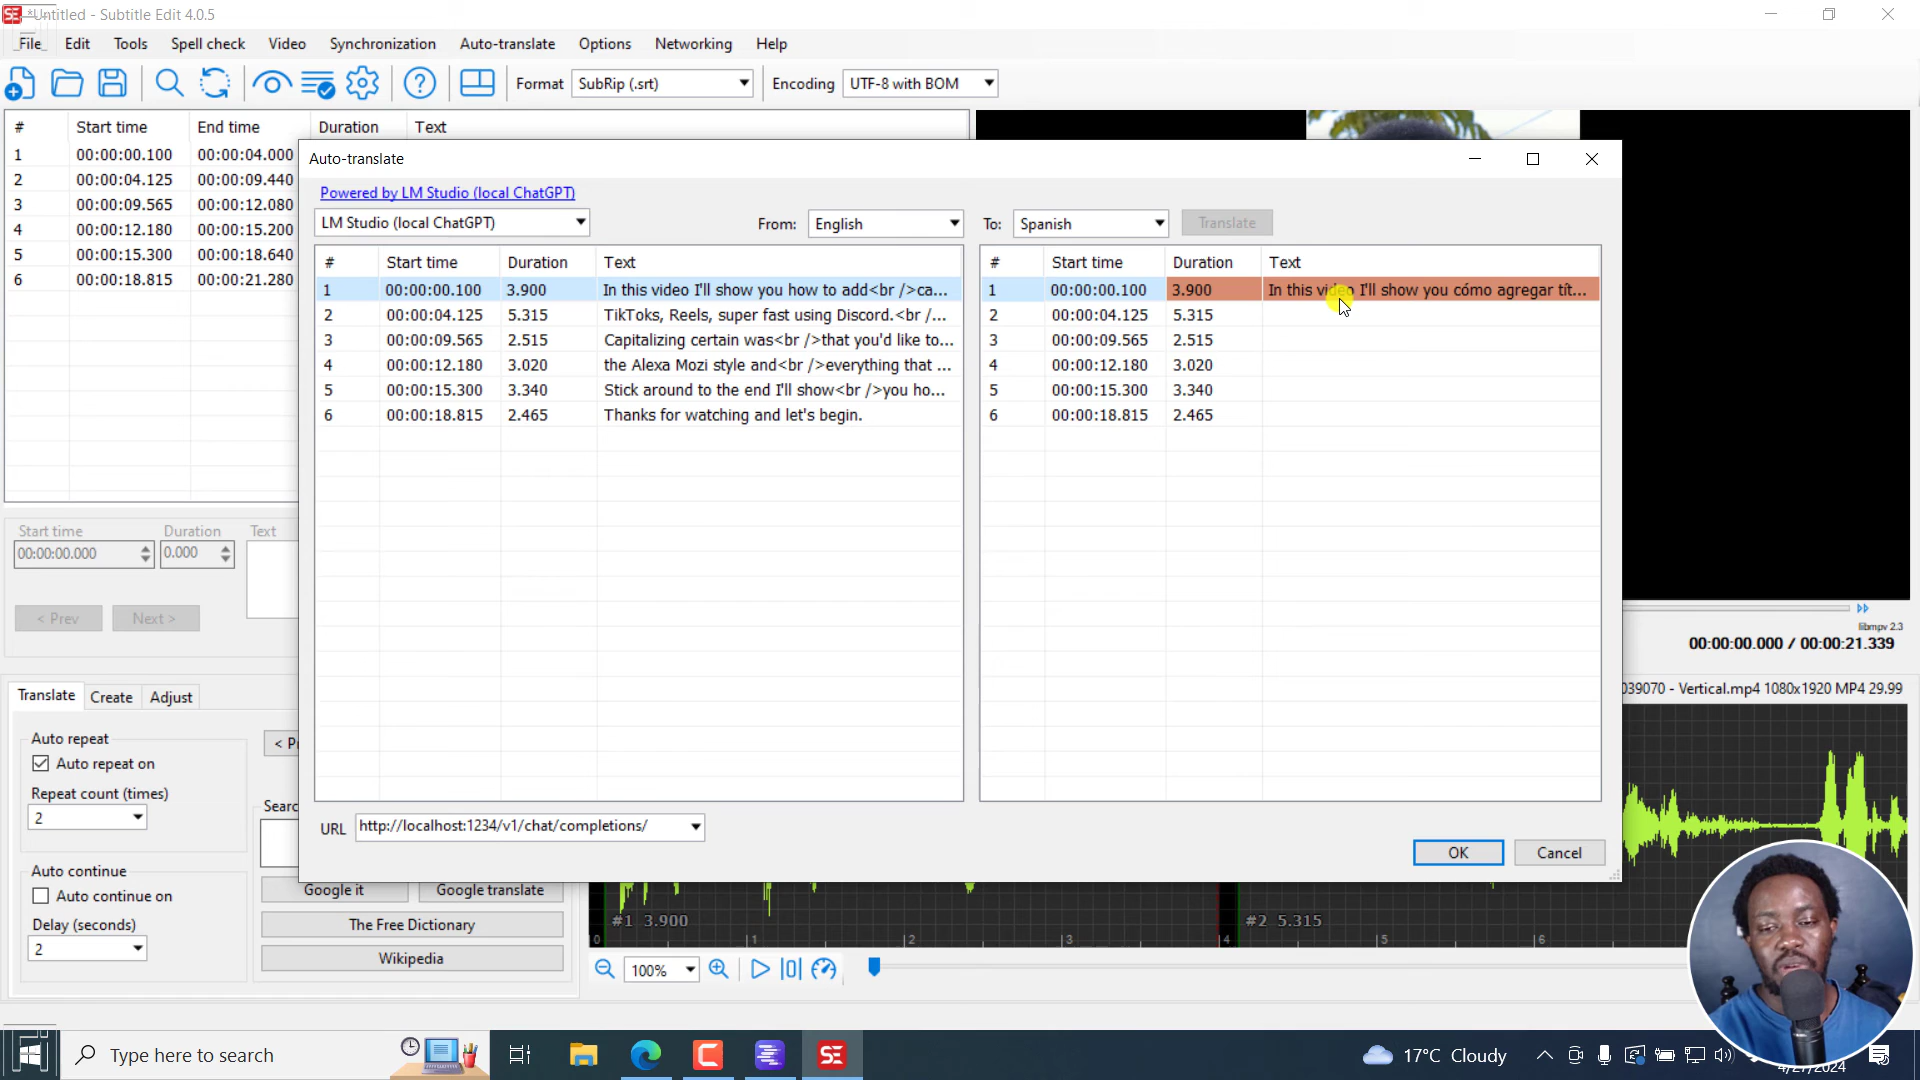 *Untitled - Subtitle Edit 4.0.5
File Edit Tools Spell check Video Synchronization Auto-translate Options Networking Help
Format SubRip (.srt) Encoding UTF-8 with BOM
# Start time End time Duration Text
1 00:00:00.100 00:00:04.000
2 00:00:04.125 00:00:09.440
3 00:00:09.565 00:00:12.080
4 00:00:12.180 00:00:15.200
5 00:00:15.300 00:00:18.640
6 00:00:18.815 00:00:21.280
Auto-translate
Powered by LM Studio (local ChatGPT)
LM Studio (local ChatGPT) From: English To: Spanish Translate
# Start time Duration Text
1 00:00:00.100 3.900 In this video I'll show you how to add<br />ca...
2 00:00:04.125 5.315 TikToks, Reels, super fast using Discord.<br /...
3 00:00:09.565 2.515 Capitalizing certain was<br />that you'd like to...
4 00:00:12.180 3.020 the Alexa Mozi style and<br />everything that ...
5 00:00:15.300 3.340 Stick around to the end I'll show<br />you ho...
6 00:00:18.815 2.465 Thanks for watching and let's begin.
# Start time Duration Text
1 00:00:00.100 3.900 In this video I'll show you cómo agregar tít...
2 00:00:04.125 5.315
3 00:00:09.565 2.515
4 00:00:12.180 3.020
5 00:00:15.300 3.340
6 00:00:18.815 2.465
URL http://localhost:1234/v1/chat/completions/
OK Cancel
Start time Duration Text
00:00:00.000 0.000
< Prev Next >
libmpv 2.3
00:00:00.000 / 00:00:21.339
Translate Create Adjust
039070 - Vertical.mp4 1080x1920 MP4 29.99
Auto repeat
Auto repeat on
Repeat count (times)
2
Auto continue
Auto continue on
Delay (seconds)
2
Google it Google translate
The Free Dictionary
Wikipedia
#1 3.900 #2 5.315
0 1 2 3 4 5 6
100%
Type here to search
17°C Cloudy
4/27/2024